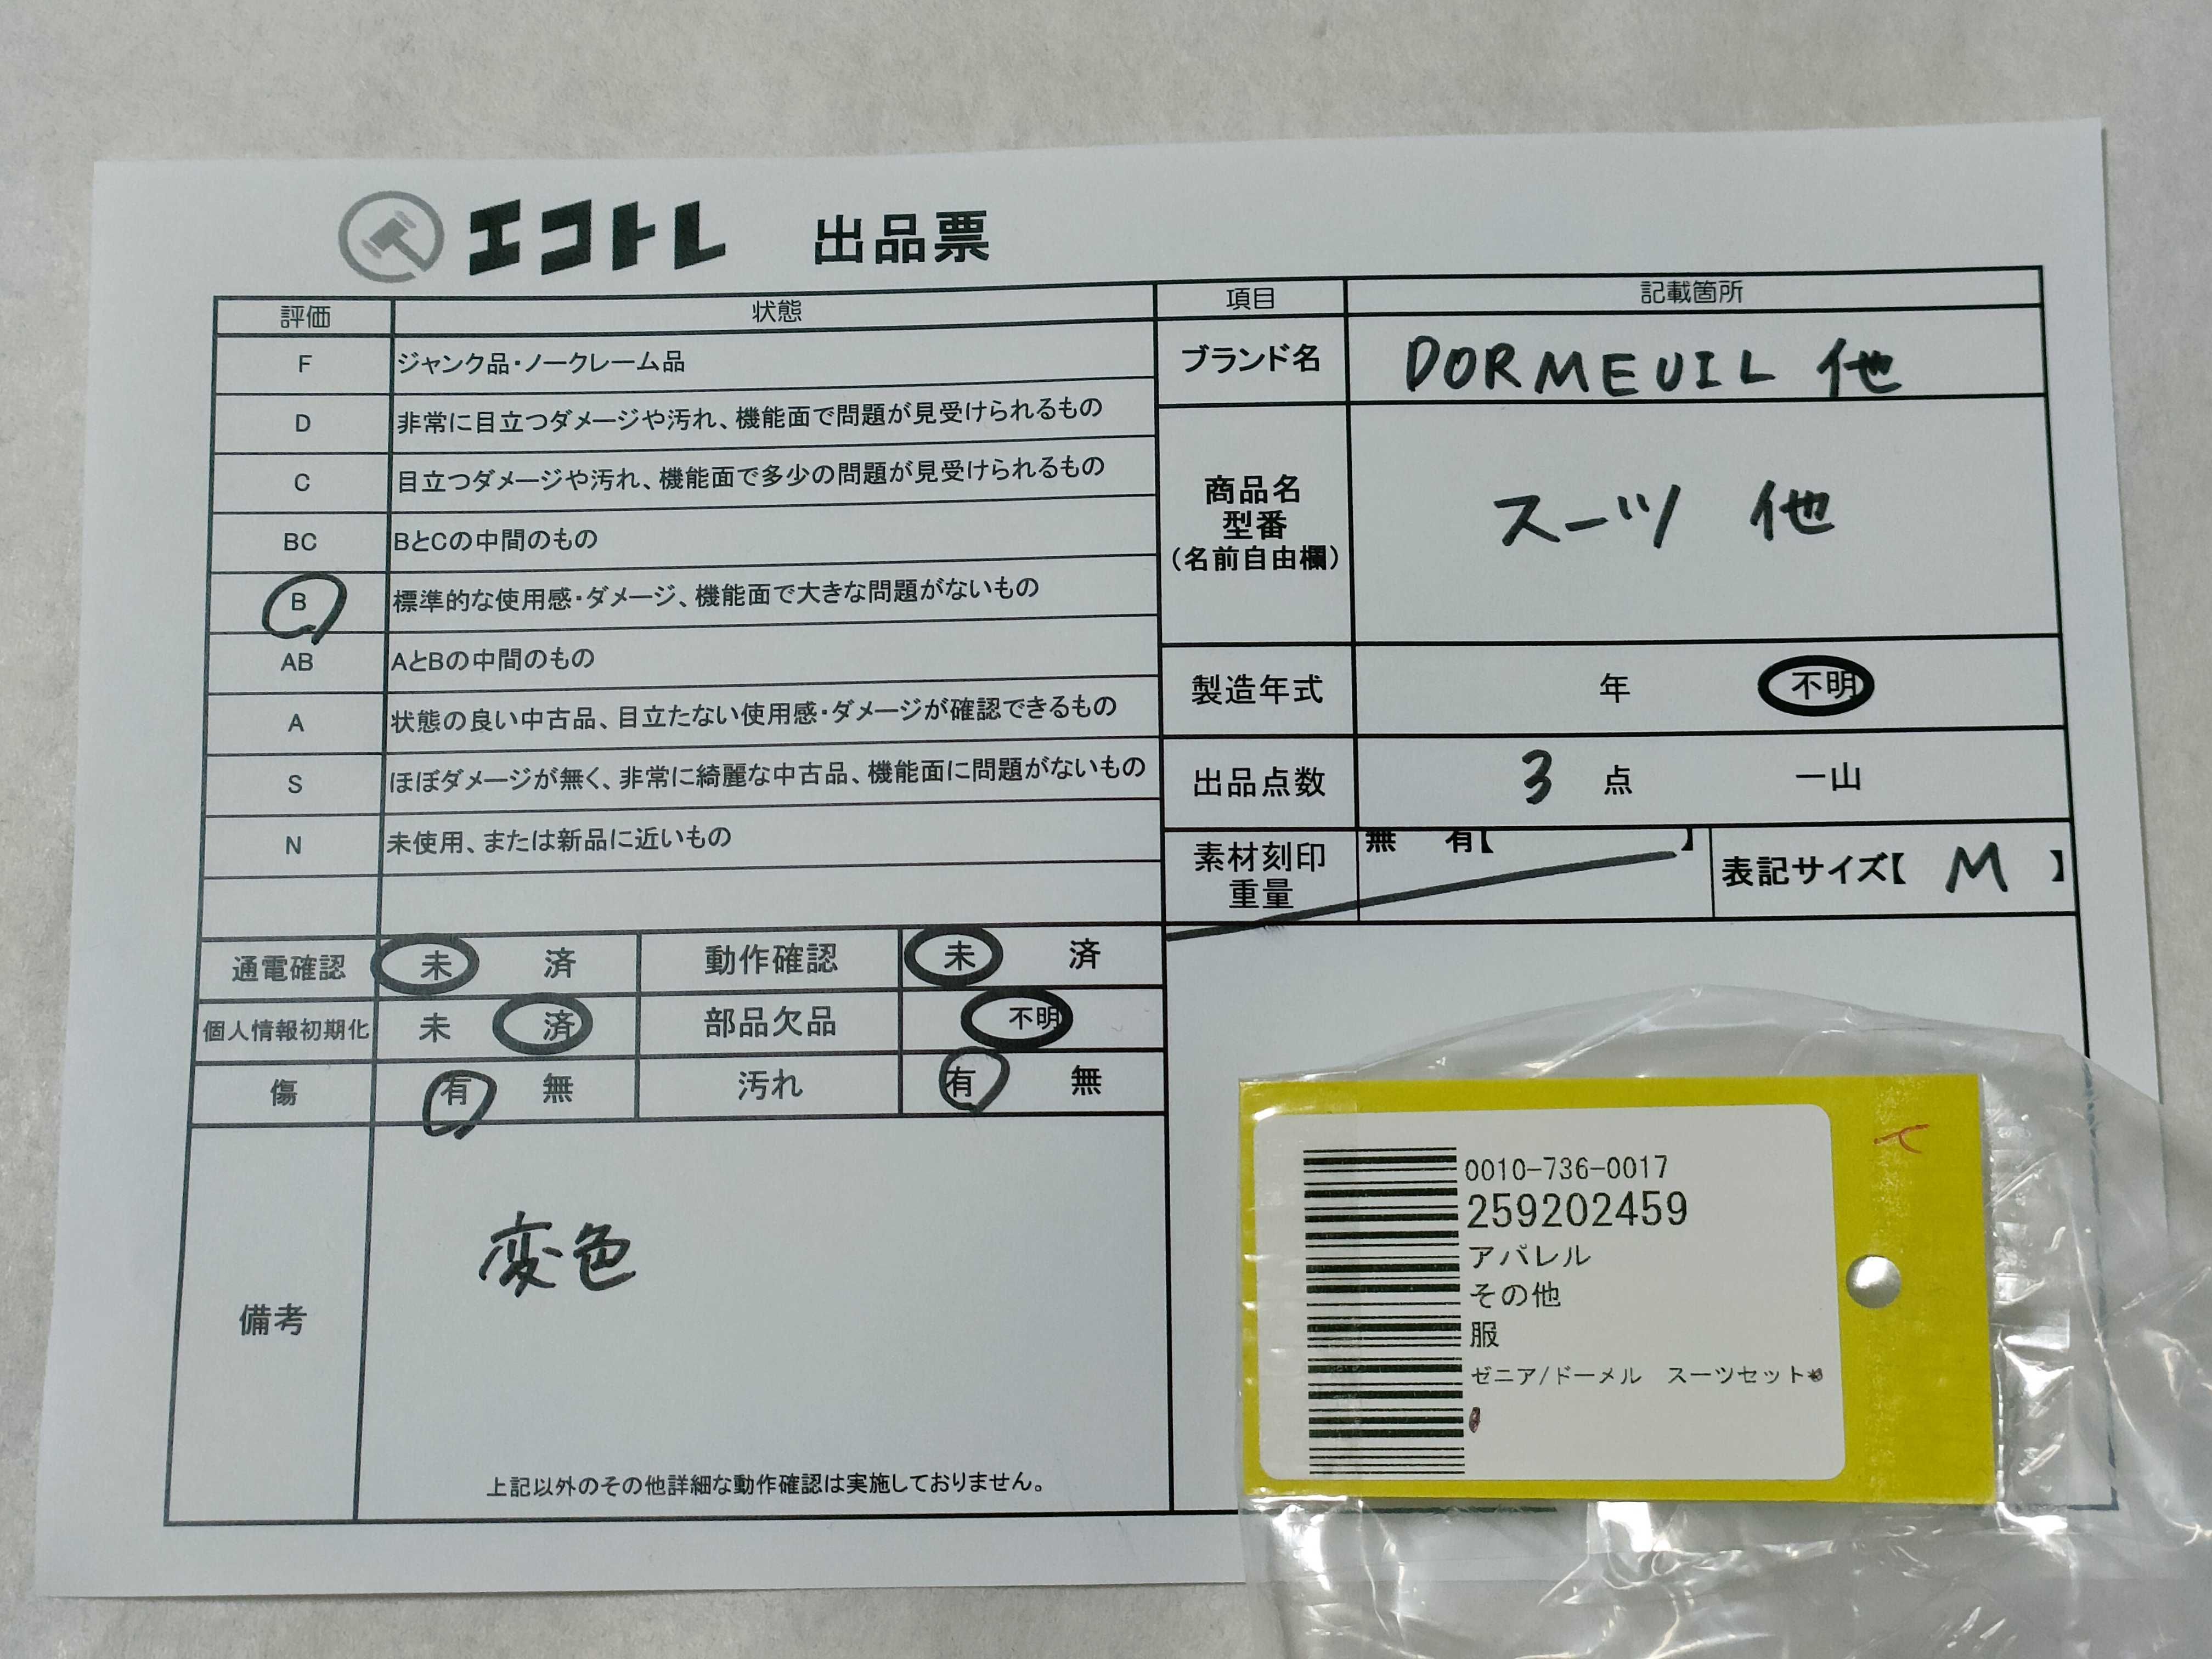 エコトレ 出品票
評価 状態
F ジャンク品・ノークレーム品
D 非常に目立つダメージや汚れ、機能面で問題が見受けられるもの
C 目立つダメージや汚れ、機能面で多少の問題が見受けられるもの
BC BとCの中間のもの
B 標準的な使用感・ダメージ、機能面で大きな問題がないもの
AB AとBの中間のもの
A 状態の良い中古品、目立たない使用感・ダメージが確認できるもの
S ほぼダメージが無く、非常に綺麗な中古品、機能面に問題がないもの
N 未使用、または新品に近いもの
通電確認 未 済 動作確認 未 済
個人情報初期化 未 済 部品欠品 不明
傷 有 無 汚れ 有 無
備考
変色
上記以外のその他詳細な動作確認は実施しておりません。
項目 記載箇所
ブランド名 DORMEUIL 他
商品名
型番
(名前自由欄)
スーツ 他
製造年式 年 不明
出品点数 3 点 一山
素材刻印
重量
無 有【 】
表記サイズ【 M 】
0010-736-0017
259202459
アパレル
その他
服
ゼニア/ドーメル スーツセット